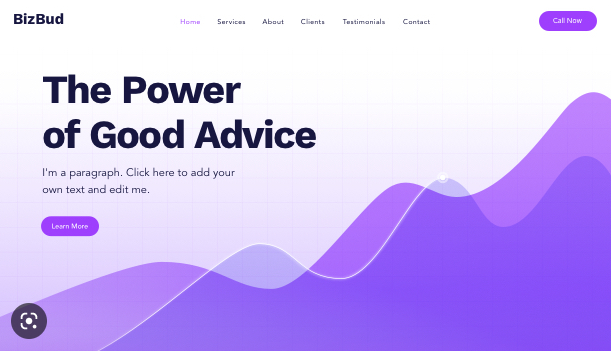 BizBud
Home Services About Clients Testimonials Contact
Call Now
The Power
of Good Advice
I'm a paragraph. Click here to add your
own text and edit me.
Learn More